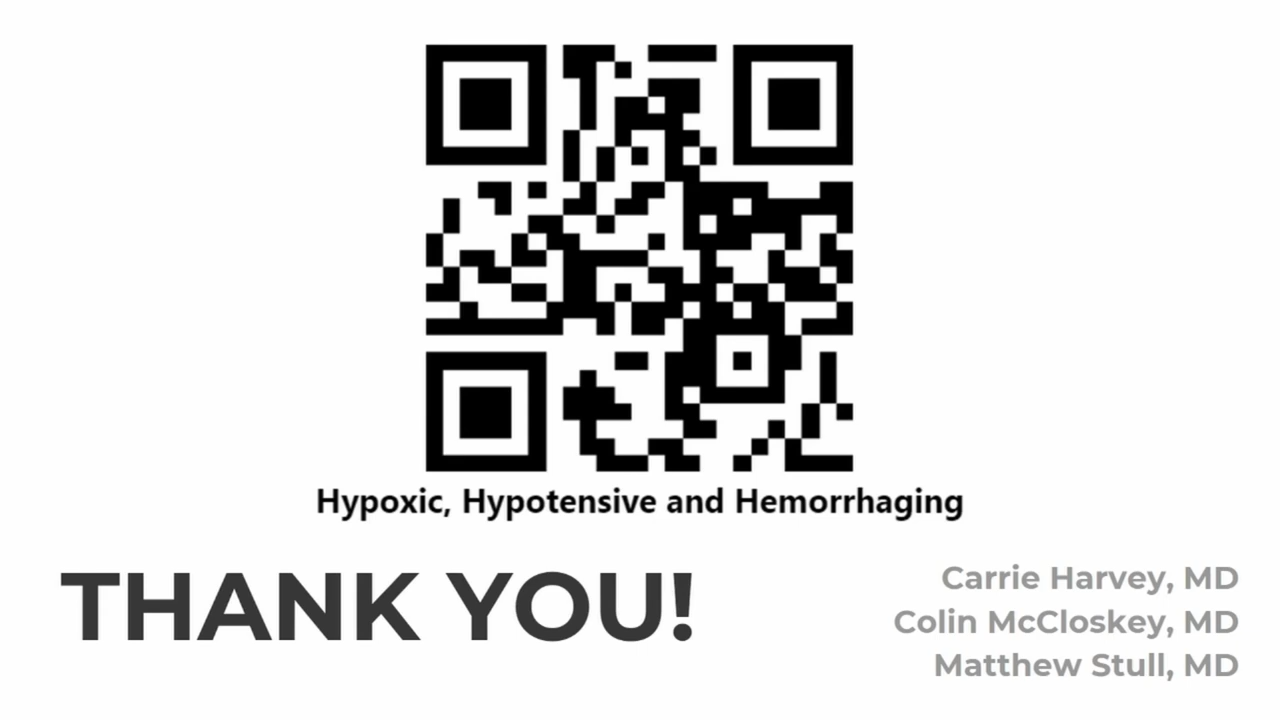 Hypoxic, Hypotensive and Hemorrhaging
THANK YOU!
Carrie Harvey, MD
Colin McCloskey, MD
Matthew Stull, MD